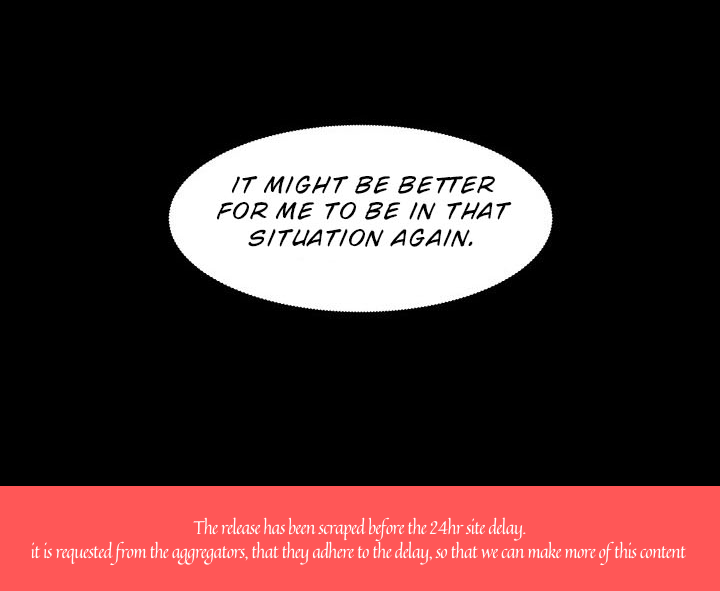 IT MIGHT BE BETTER
FOR ME TO BE IN THAT
SITUATION AGAIN.
The release has been scraped before the 24hr site delay.
it is requested from the aggregators, that they adhere to the delay, so that we can make more of this content